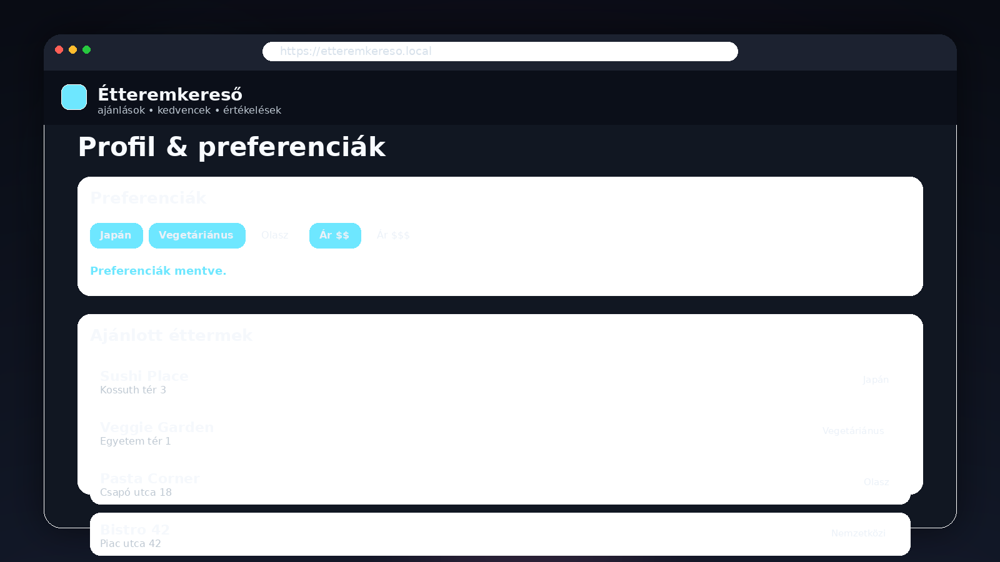 https://etteremkereso.local
Étteremkereső
ajánlások • kedvencek • értékelések
Profil & preferenciák
Preferenciák
Japán Vegetáriánus Olasz Ár $$ Ár $$$
Preferenciák mentve.
Ajánlott éttermek
Sushi Place
Japán
Kossuth tér 3
Veggie Garden
Vegetáriánus
Egyetem tér 1
Pasta Corner
Olasz
Csapó utca 18
Bistro 42
Nemzetközi
Piac utca 42